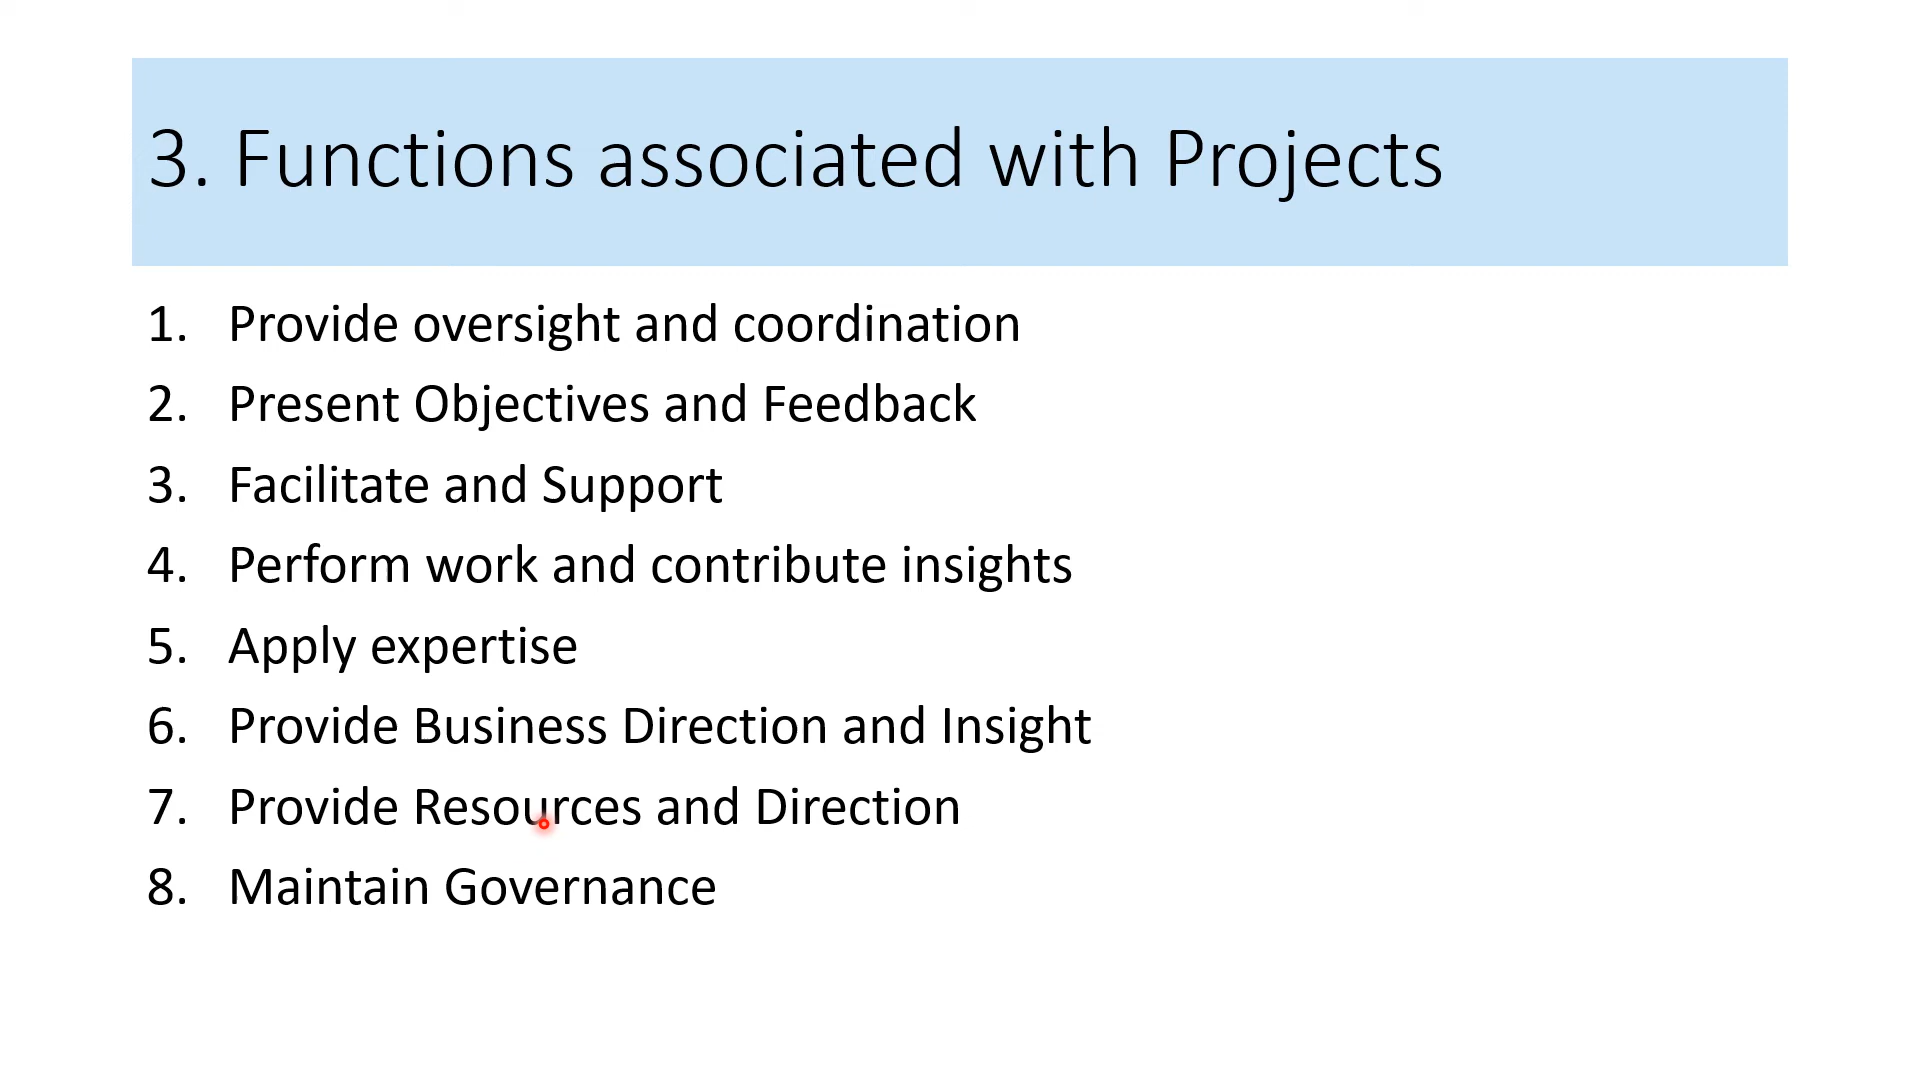 3. Functions associated with Projects
1. Provide oversight and coordination
2. Present Objectives and Feedback
3. Facilitate and Support
4. Perform work and contribute insights
5. Apply expertise
6. Provide Business Direction and Insight
7. Provide Resources and Direction
8. Maintain Governance